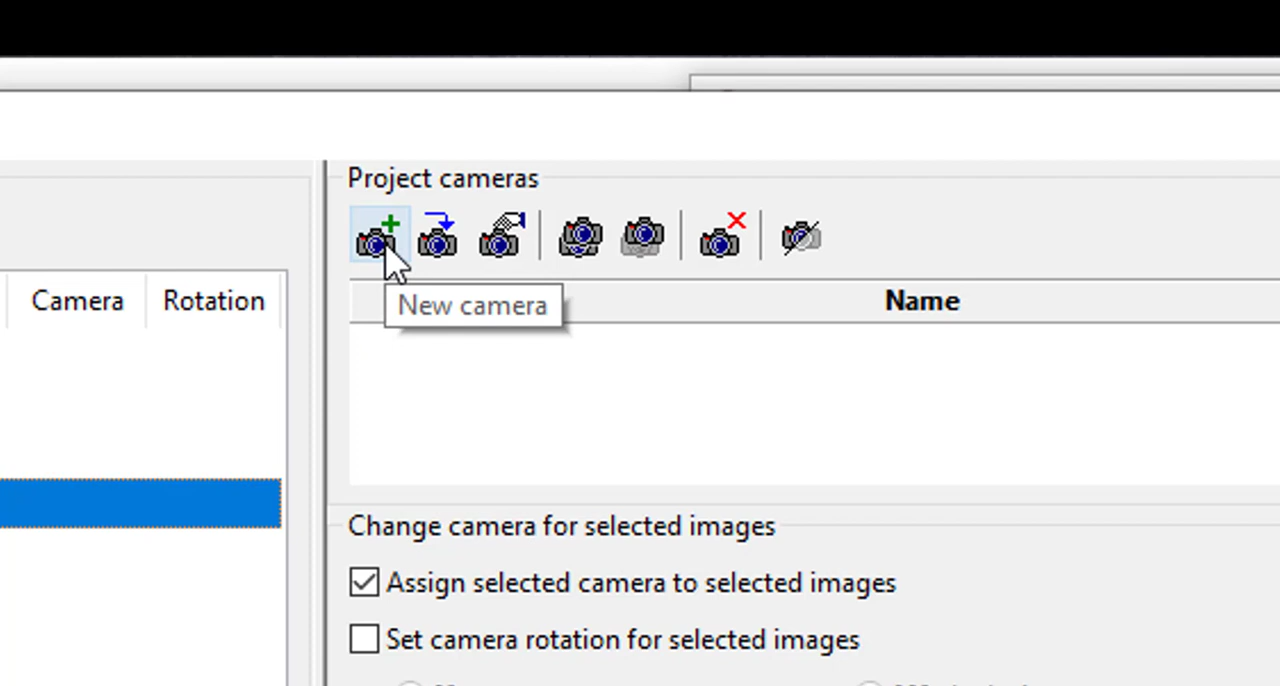 Project cameras
Camera
Rotation
New camera
Name
Change camera for selected images
Assign selected camera to selected images
Set camera rotation for selected images